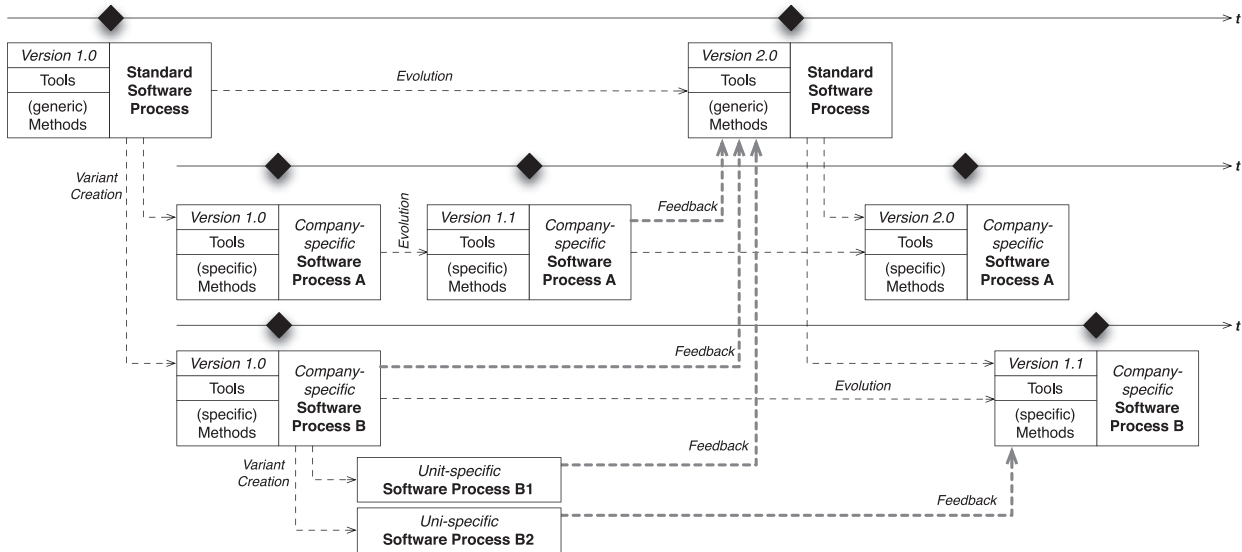 t
Version 1.0
Tools
(generic)
Methods
Standard
Software
Process
Evolution
Version 2.0
Tools
(generic)
Methods
Standard
Software
Process
t
Variant
Creation
Version 1.0
Tools
(specific)
Methods
Company-
specific
Software
Process A
Evolution
Version 1.1
Tools
(specific)
Methods
Company-
specific
Software
Process A
Feedback
Version 2.0
Tools
(specific)
Methods
Company-
specific
Software
Process A
t
Version 1.0
Tools
(specific)
Methods
Company-
specific
Software
Process B
Feedback
Evolution
Version 1.1
Tools
(specific)
Methods
Company-
specific
Software
Process B
Variant
Creation
Unit-specific
Software Process B1
Feedback
Uni-specific
Software Process B2
Feedback